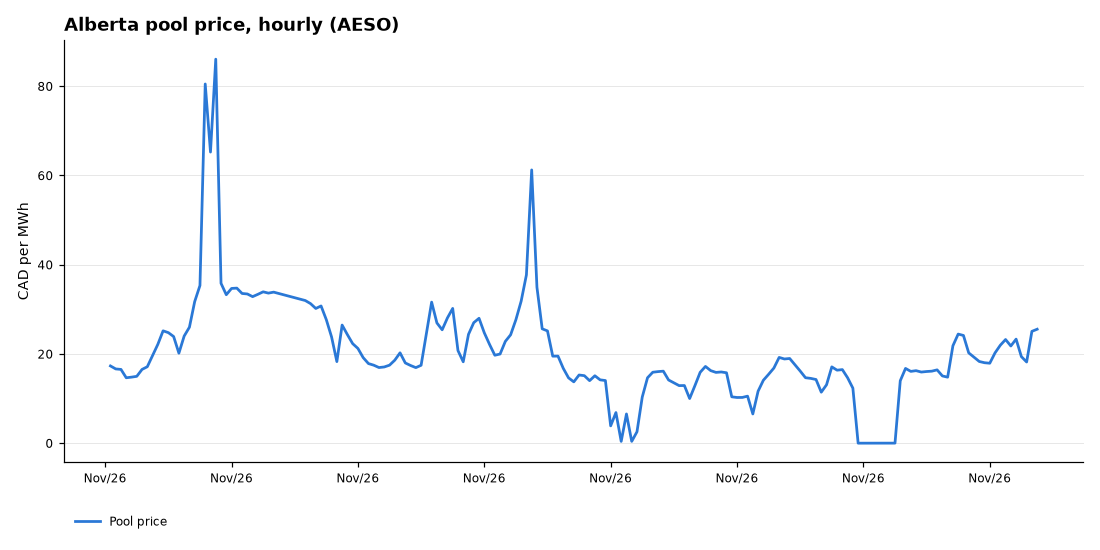 Alberta pool price, hourly (AESO)
CAD per MWh
80
60
40
20
0
Nov/26 Nov/26 Nov/26 Nov/26 Nov/26 Nov/26 Nov/26 Nov/26
Pool price